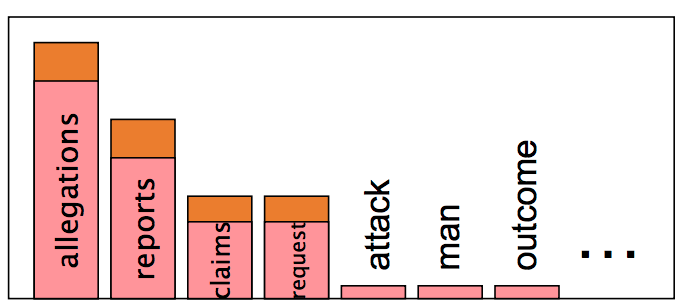 allegations
reports
claims
request
attack
man
outcome
...